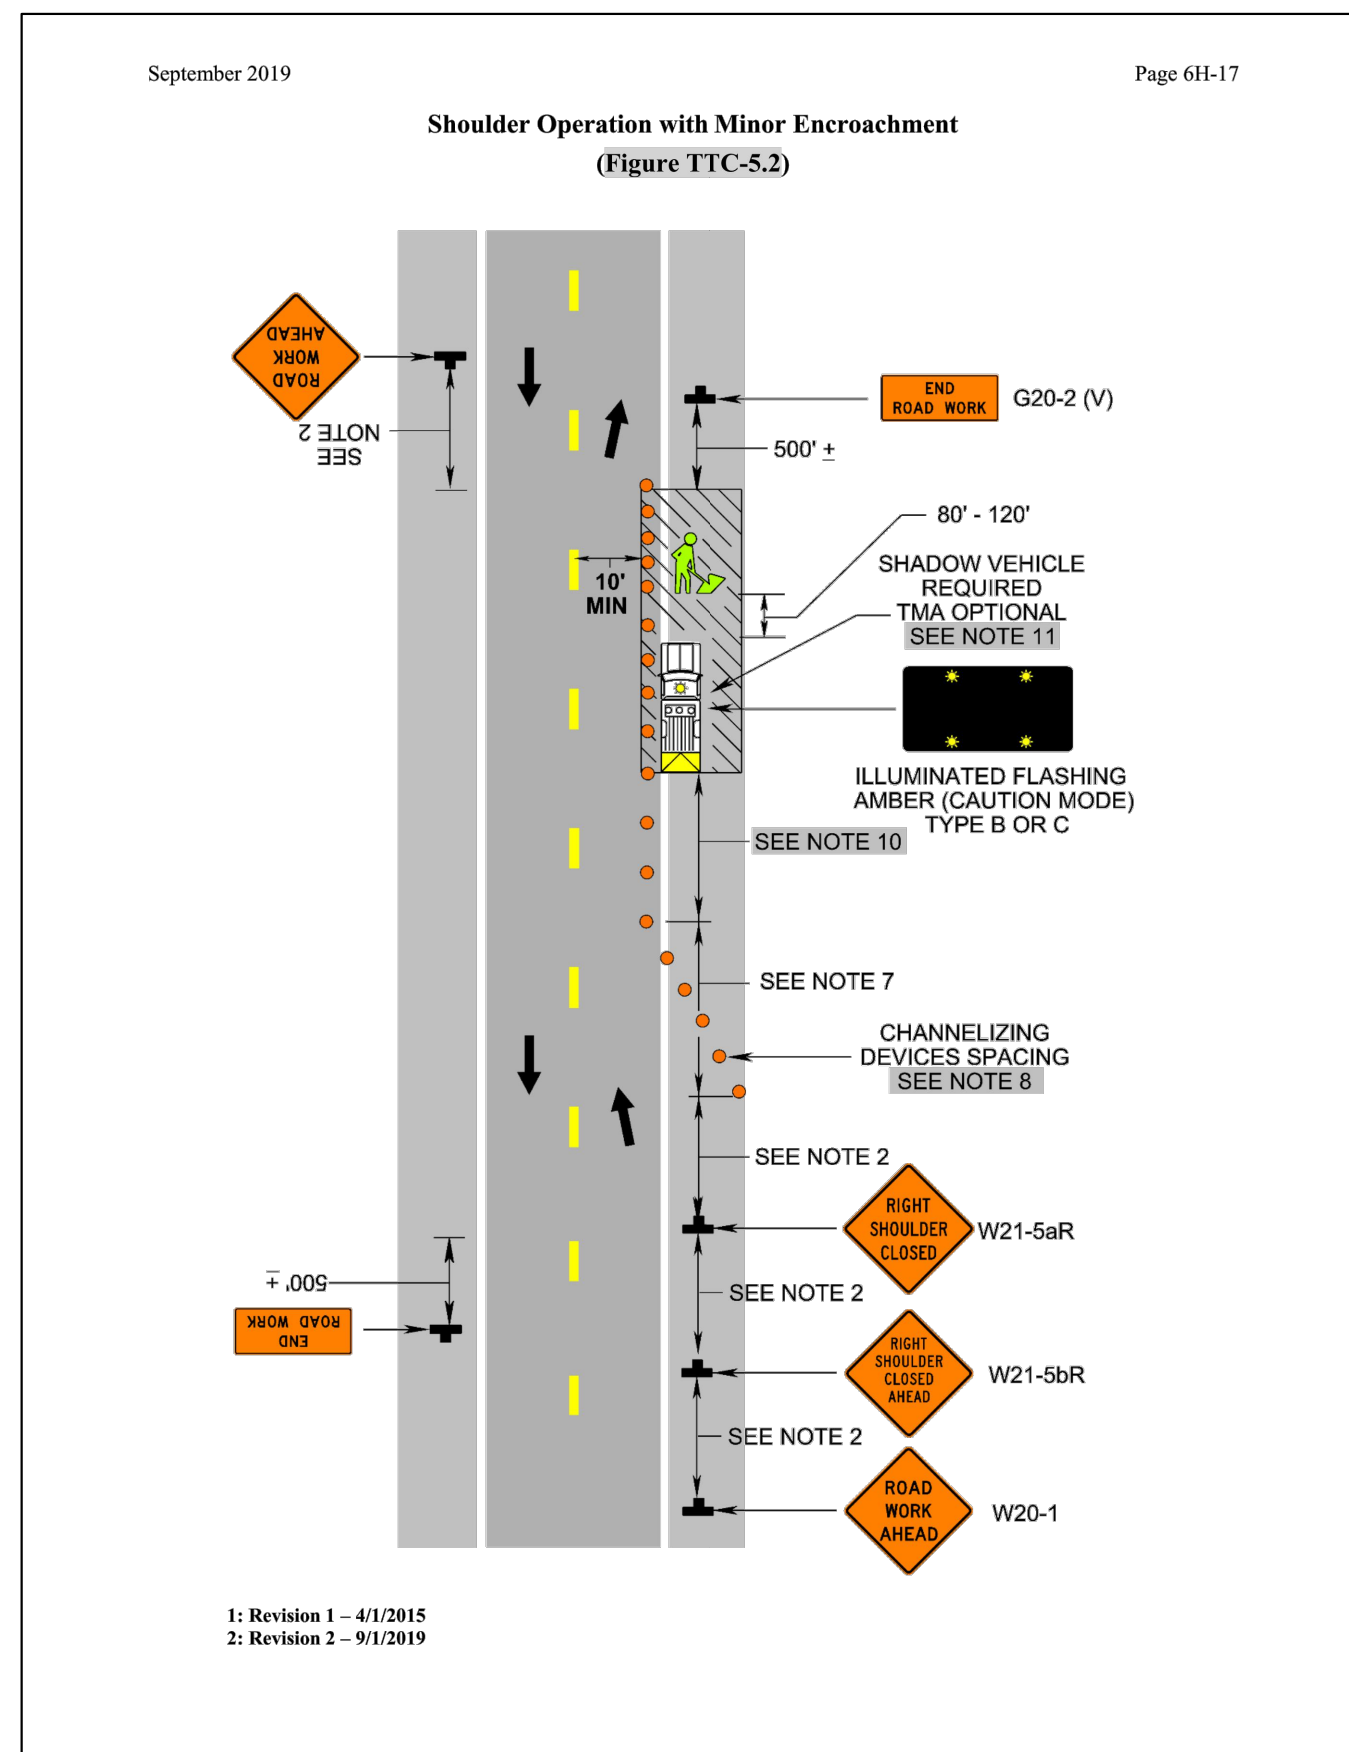 September 2019
Page 6H-17
Shoulder Operation with Minor Encroachment
(Figure TTC-5.2)
ROAD
WORK
AHEAD
SEE
NOTE 2
END
ROAD WORK
G20-2 (V)
500' ±
80' - 120'
10'
MIN
SHADOW VEHICLE
REQUIRED
TMA OPTIONAL
SEE NOTE 11
ILLUMINATED FLASHING
AMBER (CAUTION MODE)
TYPE B OR C
SEE NOTE 10
SEE NOTE 7
CHANNELIZING
DEVICES SPACING
SEE NOTE 8
SEE NOTE 2
RIGHT
SHOULDER
CLOSED
W21-5aR
500' ±
SEE NOTE 2
END
ROAD WORK
RIGHT
SHOULDER
CLOSED
AHEAD
W21-5bR
SEE NOTE 2
ROAD
WORK
AHEAD
W20-1
1: Revision 1 – 4/1/2015
2: Revision 2 – 9/1/2019